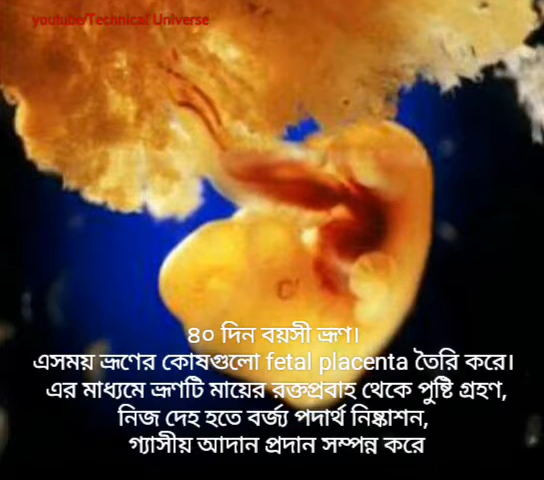 youtube/Technical Universe
৪০ দিন বয়সী ভ্রূণ।
এসময় ভ্রূণের কোষগুলো fetal placenta তৈরি করে।
এর মাধ্যমে ভ্রূণটি মায়ের রক্তপ্রবাহ থেকে পুষ্টি গ্রহণ,
নিজ দেহ হতে বর্জ্য পদার্থ নিষ্কাশন,
গ্যাসীয় আদান প্রদান সম্পন্ন করে